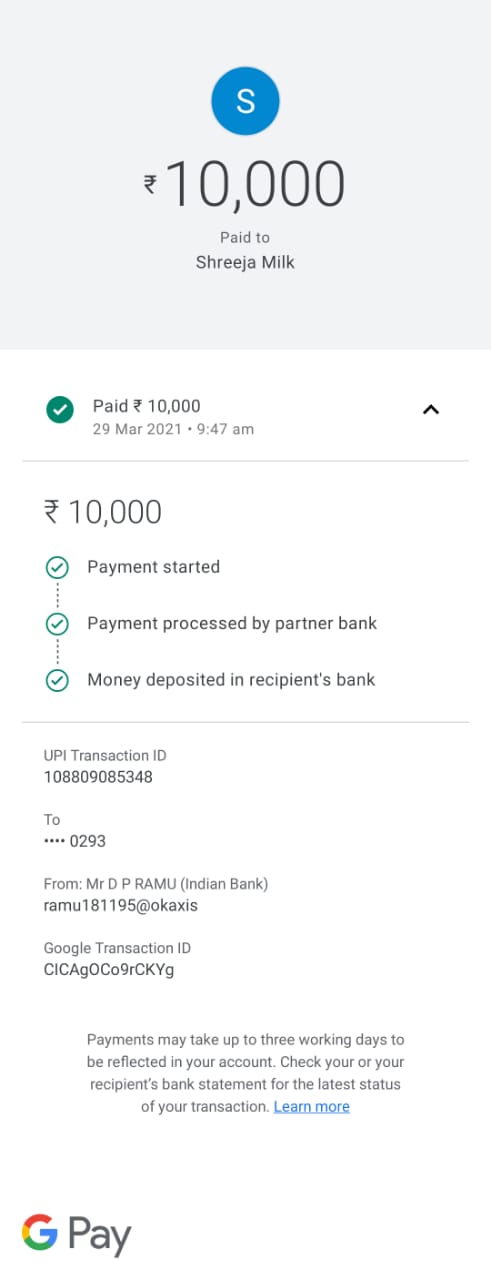 S
₹10,000
Paid to
Shreeja Milk
Paid ₹ 10,000
29 Mar 2021 • 9:47 am
₹ 10,000
Payment started
Payment processed by partner bank
Money deposited in recipient's bank
UPI Transaction ID
108809085348
To
•••• 0293
From: Mr D P RAMU (Indian Bank)
ramu181195@okaxis
Google Transaction ID
CICAgOCo9rCKYg
Payments may take up to three working days to
be reflected in your account. Check your or your
recipient’s bank statement for the latest status
of your transaction. Learn more
G Pay